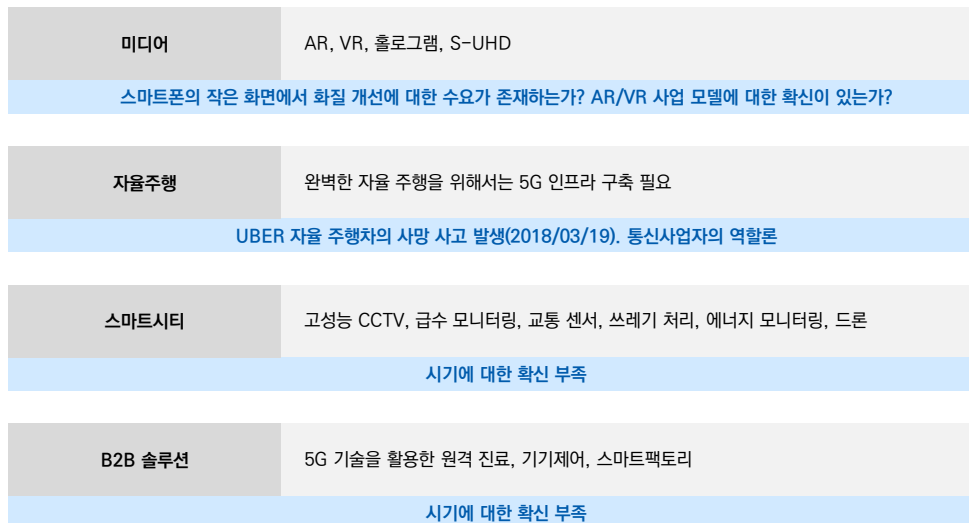 미디어
AR, VR, 홀로그램, S-UHD
스마트폰의 작은 화면에서 화질 개선에 대한 수요가 존재하는가? AR/VR 사업 모델에 대한 확신이 있는가?
자율주행
완벽한 자율 주행을 위해서는 5G 인프라 구축 필요
UBER 자율 주행차의 사망 사고 발생(2018/03/19). 통신사업자의 역할론
스마트시티
고성능 CCTV, 급수 모니터링, 교통 센서, 쓰레기 처리, 에너지 모니터링, 드론
시기에 대한 확신 부족
B2B 솔루션
5G 기술을 활용한 원격 진료, 기기제어, 스마트팩토리
시기에 대한 확신 부족